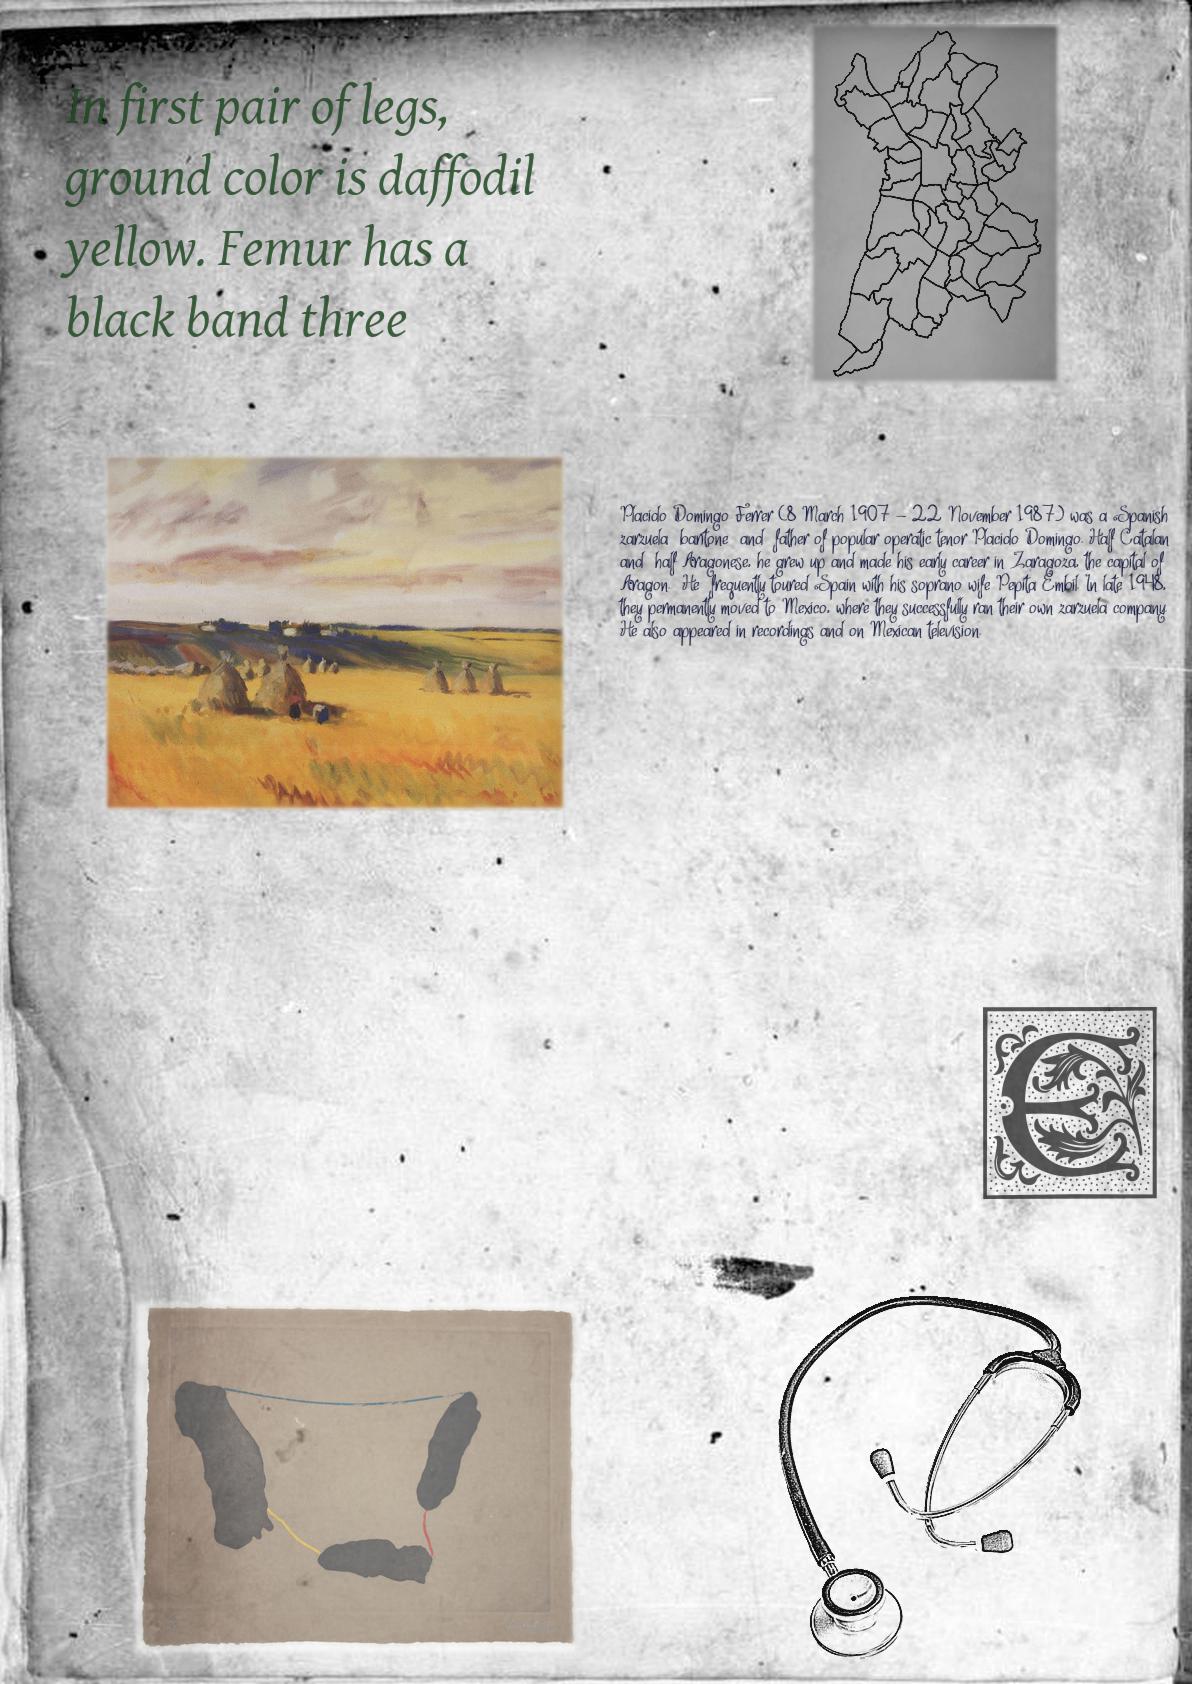 In first pair of legs,
ground color is daffodil
yellow. Femur has a
black band three
Placido Domingo Ferrer (8 March 1907 – 22 November 1987) was a Spanish
zarzuela baritone and father of popular operatic tenor Placido Domingo. Half Catalan
and half Aragonese, he grew up and made his early career in Zaragoza, the capital of
Aragon. He frequently toured Spain with his soprano wife Pepita Embil. In late 1948,
they permanently moved to Mexico, where they successfully ran their own zarzuela company.
He also appeared in recordings and on Mexican television.
E